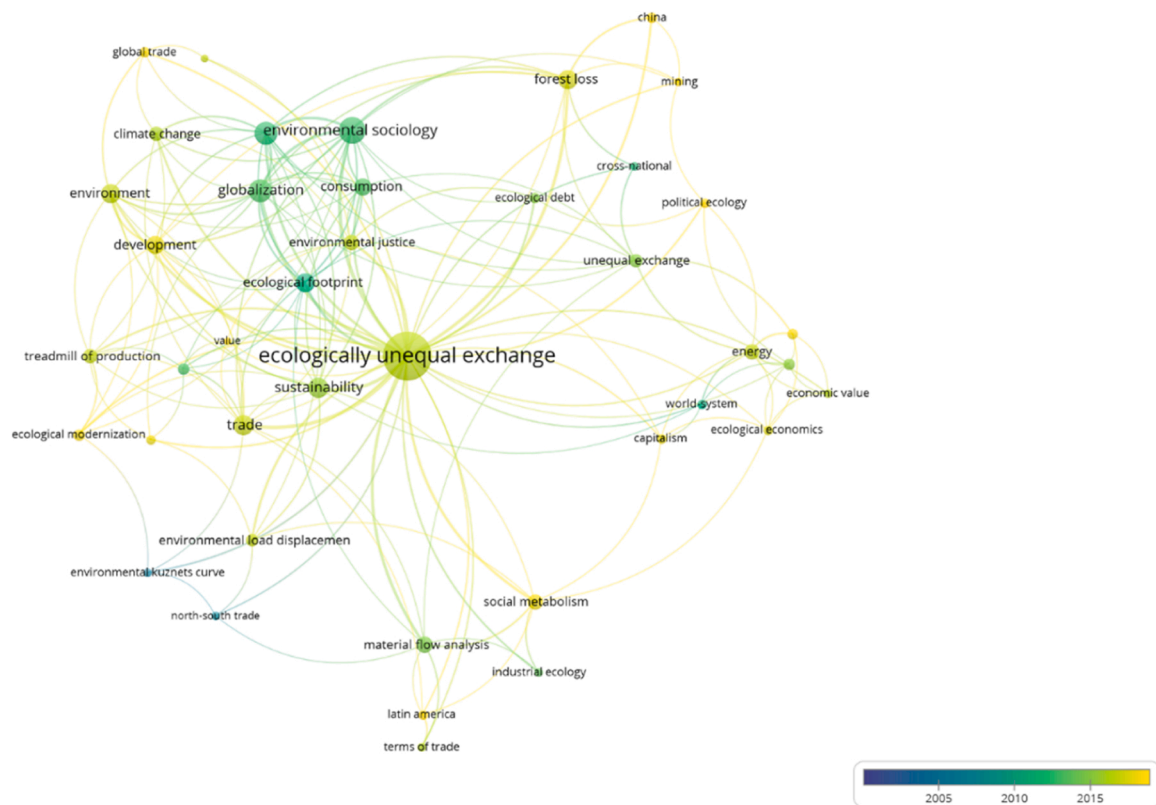 china
global trade
forest loss
mining
environmental sociology
climate change
cross-national
consumption
globalization
environment
ecological debt
political ecology
environmental justice
development
unequal exchange
ecological footprint
value
energy
ecologically unequal exchange
treadmill of production
sustainability
economic value
world-system
trade
ecological economics
ecological modernization
capitalism
environmental load displacemen
environmental kuznets curve
social metabolism
north-south trade
material flow analysis
industrial ecology
latin america
terms of trade
2005 2010 2015